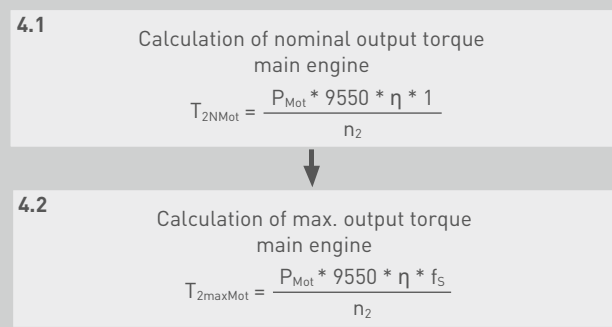 4.1
Calculation of nominal output torque
main engine
T2NMot = PMot * 9550 * η * 1
n2
4.2
Calculation of max. output torque
main engine
T2maxMot = PMot * 9550 * η * fS
n2